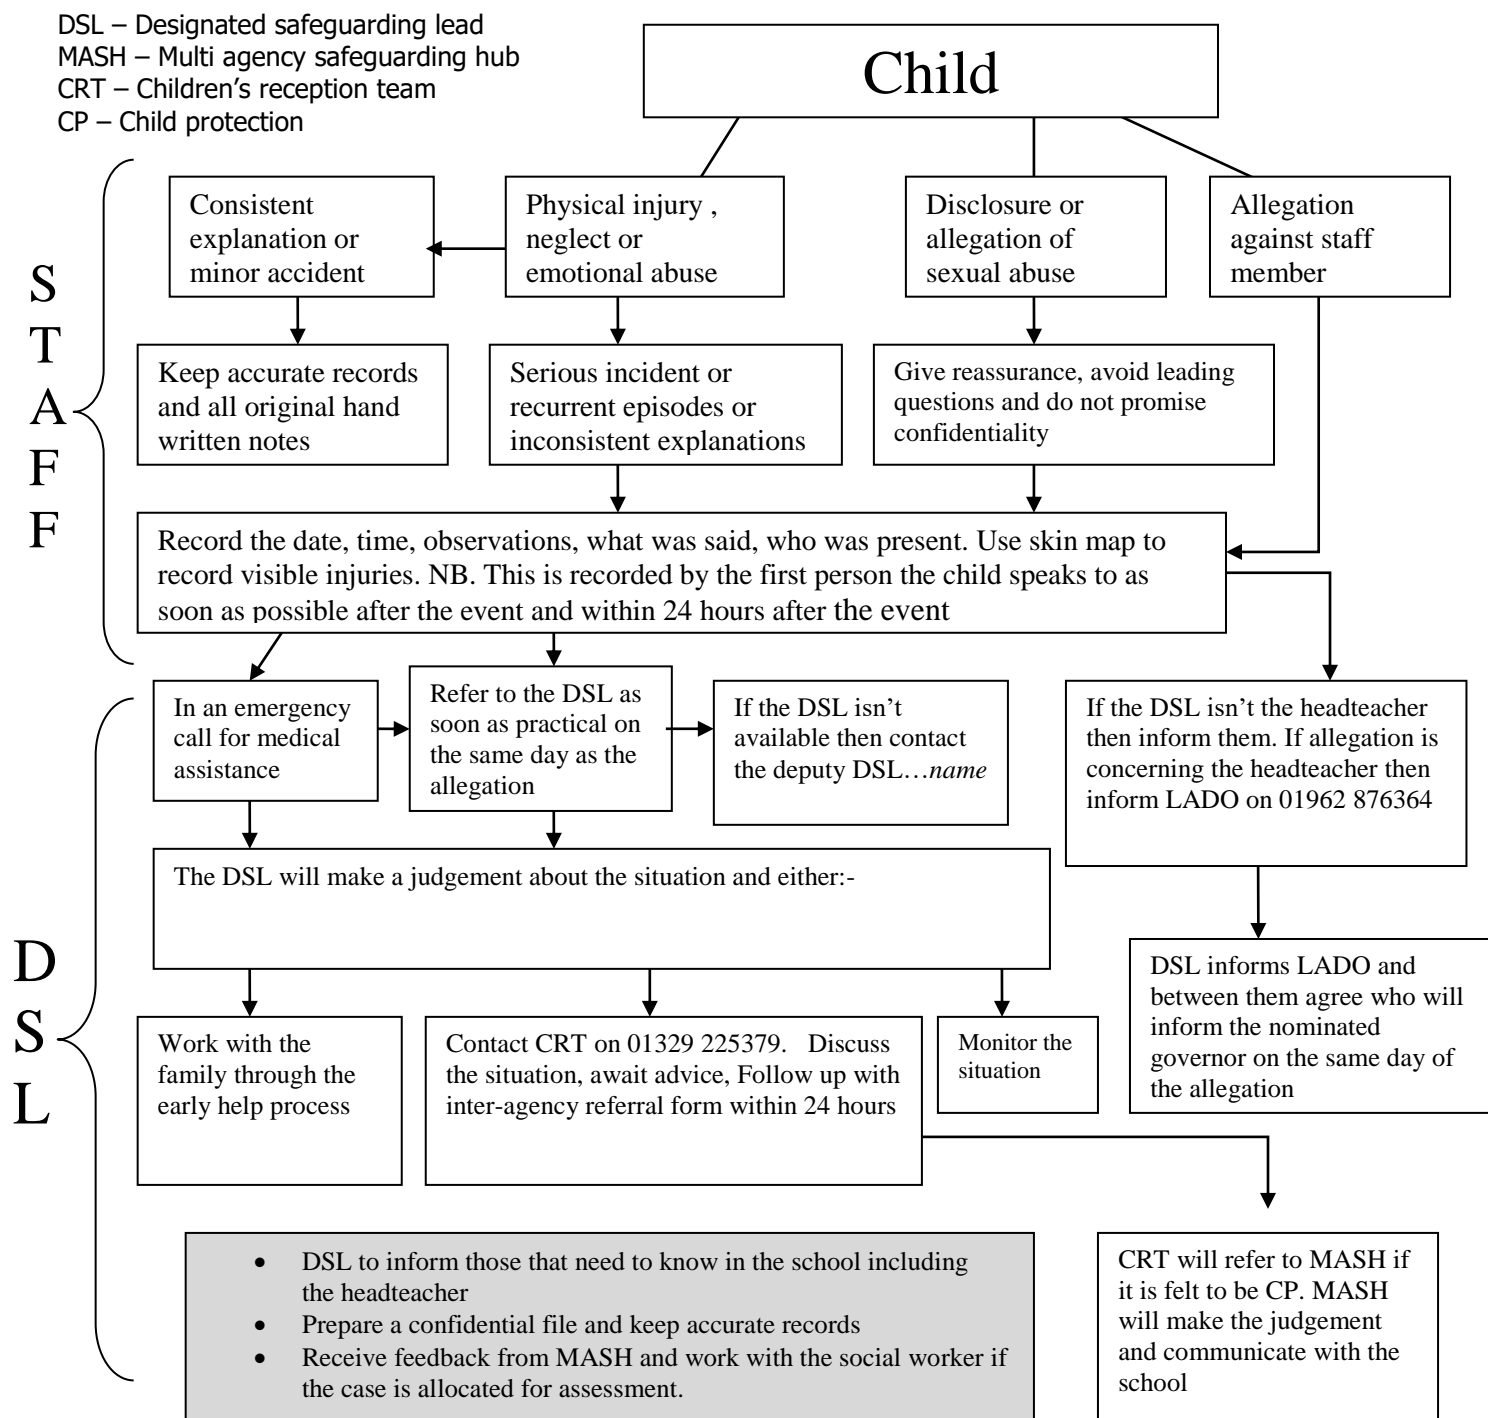 DSL – Designated safeguarding lead
MASH – Multi agency safeguarding hub
CRT – Children's reception team
CP – Child protection
Child
Consistent
explanation or
minor accident
Physical injury ,
neglect or
emotional abuse
Disclosure or
allegation of
sexual abuse
Allegation
against staff
member
S
T
A
F
F
Keep accurate records
and all original hand
written notes
Serious incident or
recurrent episodes or
inconsistent explanations
Give reassurance, avoid leading
questions and do not promise
confidentiality
Record the date, time, observations, what was said, who was present. Use skin map to
record visible injuries. NB. This is recorded by the first person the child speaks to as
soon as possible after the event and within 24 hours after the event
In an emergency
call for medical
assistance
Refer to the DSL as
soon as practical on
the same day as the
allegation
If the DSL isn't
available then contact
the deputy DSL…name
If the DSL isn't the headteacher
then inform them. If allegation is
concerning the headteacher then
inform LADO on 01962 876364
The DSL will make a judgement about the situation and either:-
D
S
L
DSL informs LADO and
between them agree who will
inform the nominated
governor on the same day of
the allegation
Work with the
family through the
early help process
Contact CRT on 01329 225379. Discuss
the situation, await advice, Follow up with
inter-agency referral form within 24 hours
Monitor the
situation
• DSL to inform those that need to know in the school including
the headteacher
• Prepare a confidential file and keep accurate records
• Receive feedback from MASH and work with the social worker if
the case is allocated for assessment.
CRT will refer to MASH if
it is felt to be CP. MASH
will make the judgement
and communicate with the
school